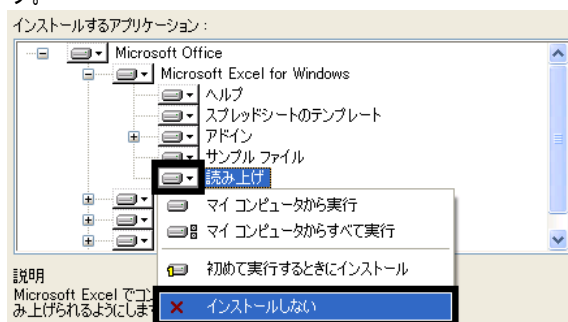 す。
インストールするアプリケーション：
Microsoft Office
Microsoft Excel for Windows
ヘルプ
スプレッドシートのテンプレート
アドイン
サンプル ファイル
読み上げ
マイ コンピュータから実行
マイ コンピュータからすべて実行
初めて実行するときにインストール
インストールしない
説明
Microsoft Excel でコン
み上げられるようにしま